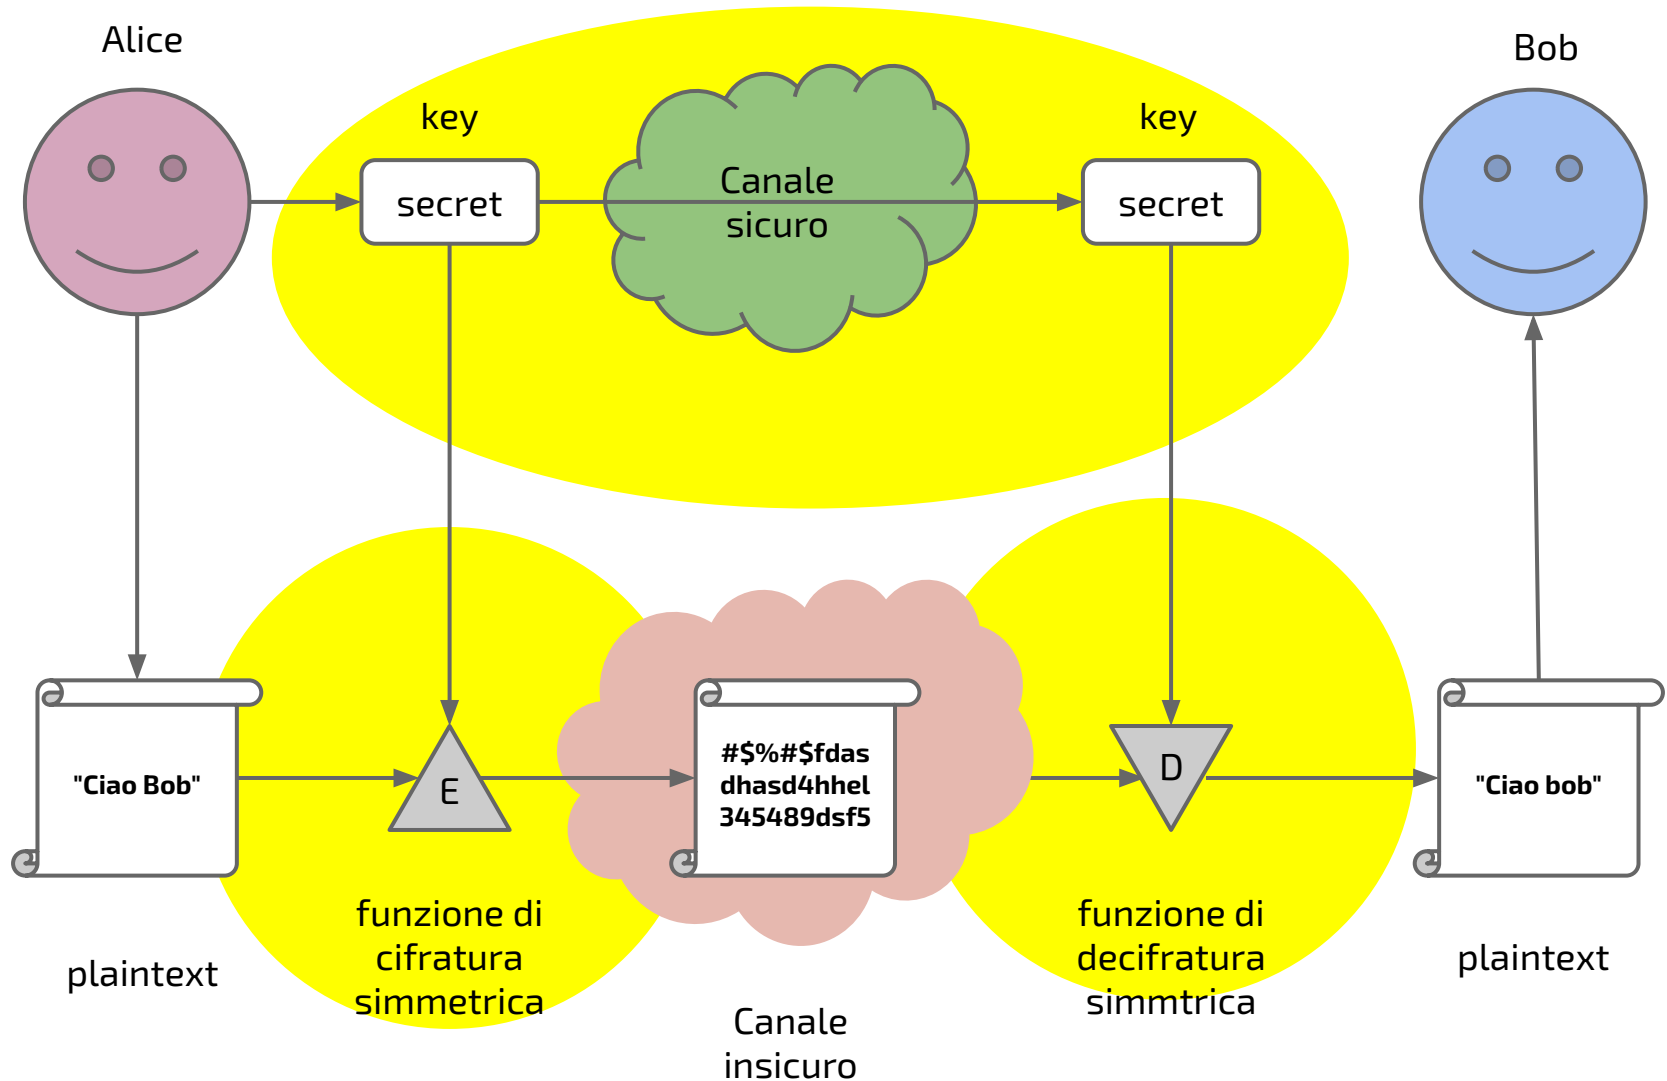 Alice
Bob
key
key
secret
Canale
sicuro
secret
"Ciao Bob"
E
#$%#$fdas
dhasd4hhel
345489dsf5
D
"Ciao bob"
plaintext
funzione di
cifratura
simmetrica
Canale
insicuro
funzione di
decifratura
simmtrica
plaintext